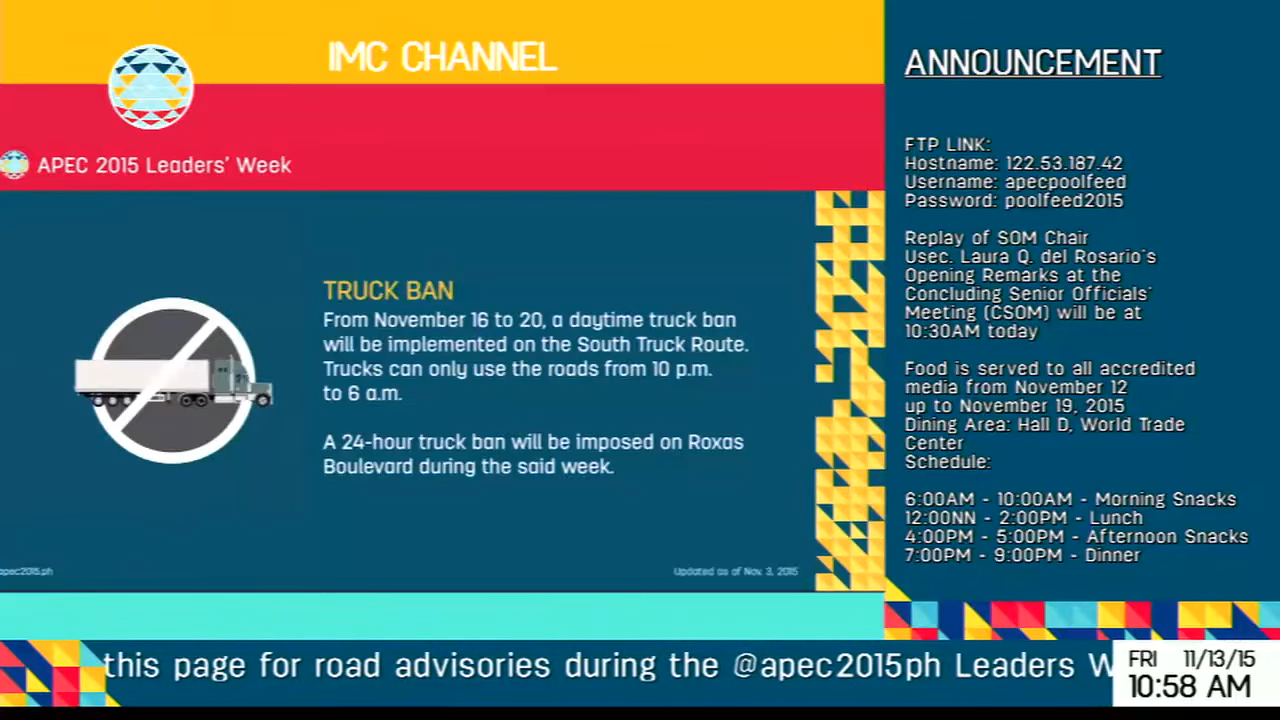 IMC CHANNEL
APEC 2015 Leaders' Week
TRUCK BAN
From November 16 to 20, a daytime truck ban
will be implemented on the South Truck Route.
Trucks can only use the roads from 10 p.m.
to 6 a.m.
A 24-hour truck ban will be imposed on Roxas
Boulevard during the said week.
apec2015.ph
Updated as of Nov. 3, 2015
ANNOUNCEMENT
FTP LINK:
Hostname: 122.53.187.42
Username: apecpoolfeed
Password: poolfeed2015
Replay of SOM Chair
Usec. Laura Q. del Rosario's
Opening Remarks at the
Concluding Senior Officials'
Meeting (CSOM) will be at
10:30AM today
Food is served to all accredited
media from November 12
up to November 19, 2015
Dining Area: Hall D, World Trade
Center
Schedule:
6:00AM - 10:00AM - Morning Snacks
12:00NN - 2:00PM - Lunch
4:00PM - 5:00PM - Afternoon Snacks
7:00PM - 9:00PM - Dinner
this page for road advisories during the @apec2015ph Leaders W
FRI 11/13/15
10:58 AM